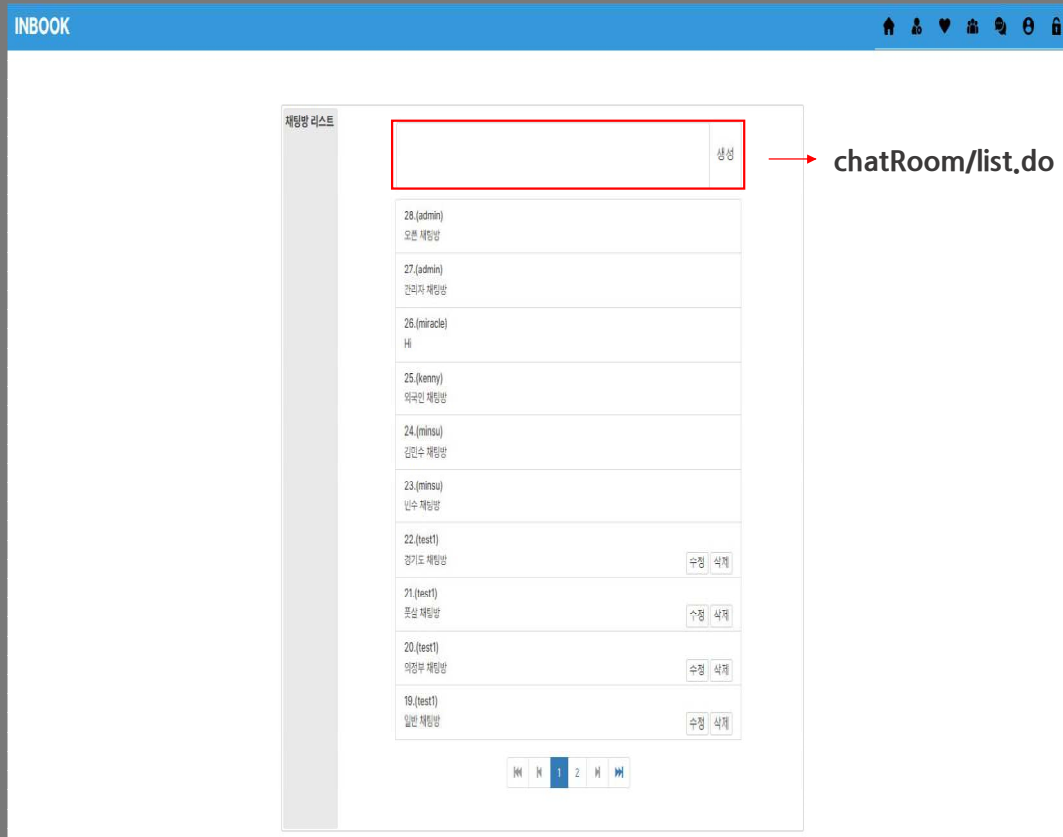 INBOOK
채팅방 리스트
생성
chatRoom/list.do
28.(admin)
오픈 채팅방
27.(admin)
관리자 채팅방
26.(miracle)
Hi
25.(kenny)
외국인 채팅방
24.(minsu)
김민수 채팅방
23.(minsu)
민수 채팅방
22.(test1)
경기도 채팅방
수정 삭제
21.(test1)
풋살 채팅방
수정 삭제
20.(test1)
의정부 채팅방
수정 삭제
19.(test1)
일반 채팅방
수정 삭제
1 2